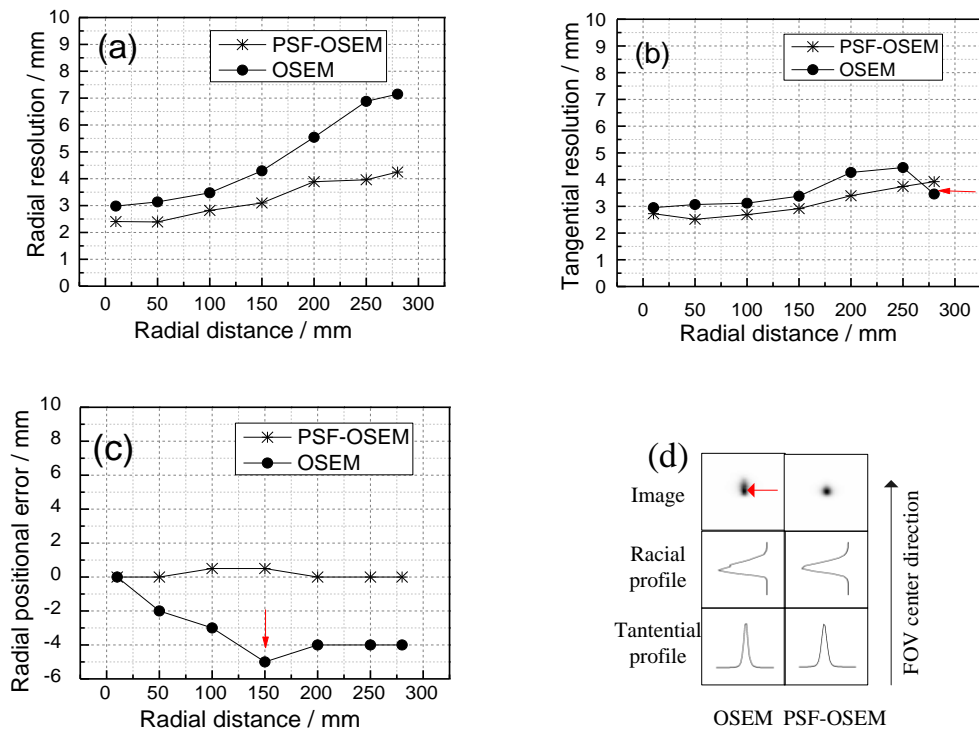 (a)
PSF-OSEM
OSEM
10
9
8
7
6
5
4
3
2
1
0
Radial resolution / mm
0 50 100 150 200 250 300
Radial distance / mm
(b)
PSF-OSEM
OSEM
10
9
8
7
6
5
4
3
2
1
0
Tangential resolution / mm
0 50 100 150 200 250 300
Radial distance / mm
(c)
PSF-OSEM
OSEM
10
8
6
4
2
0
-2
-4
-6
Radial positional error / mm
0 50 100 150 200 250 300
Radial distance / mm
(d)
Image
Racial
profile
Tantential
profile
OSEM PSF-OSEM
FOV center direction